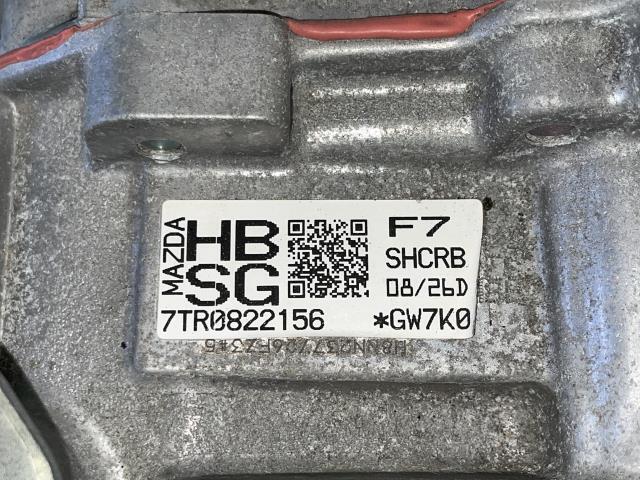 MAZDA
HB
SG
F7
SHCRB
08/26D
7TR0822156
*GW7K0